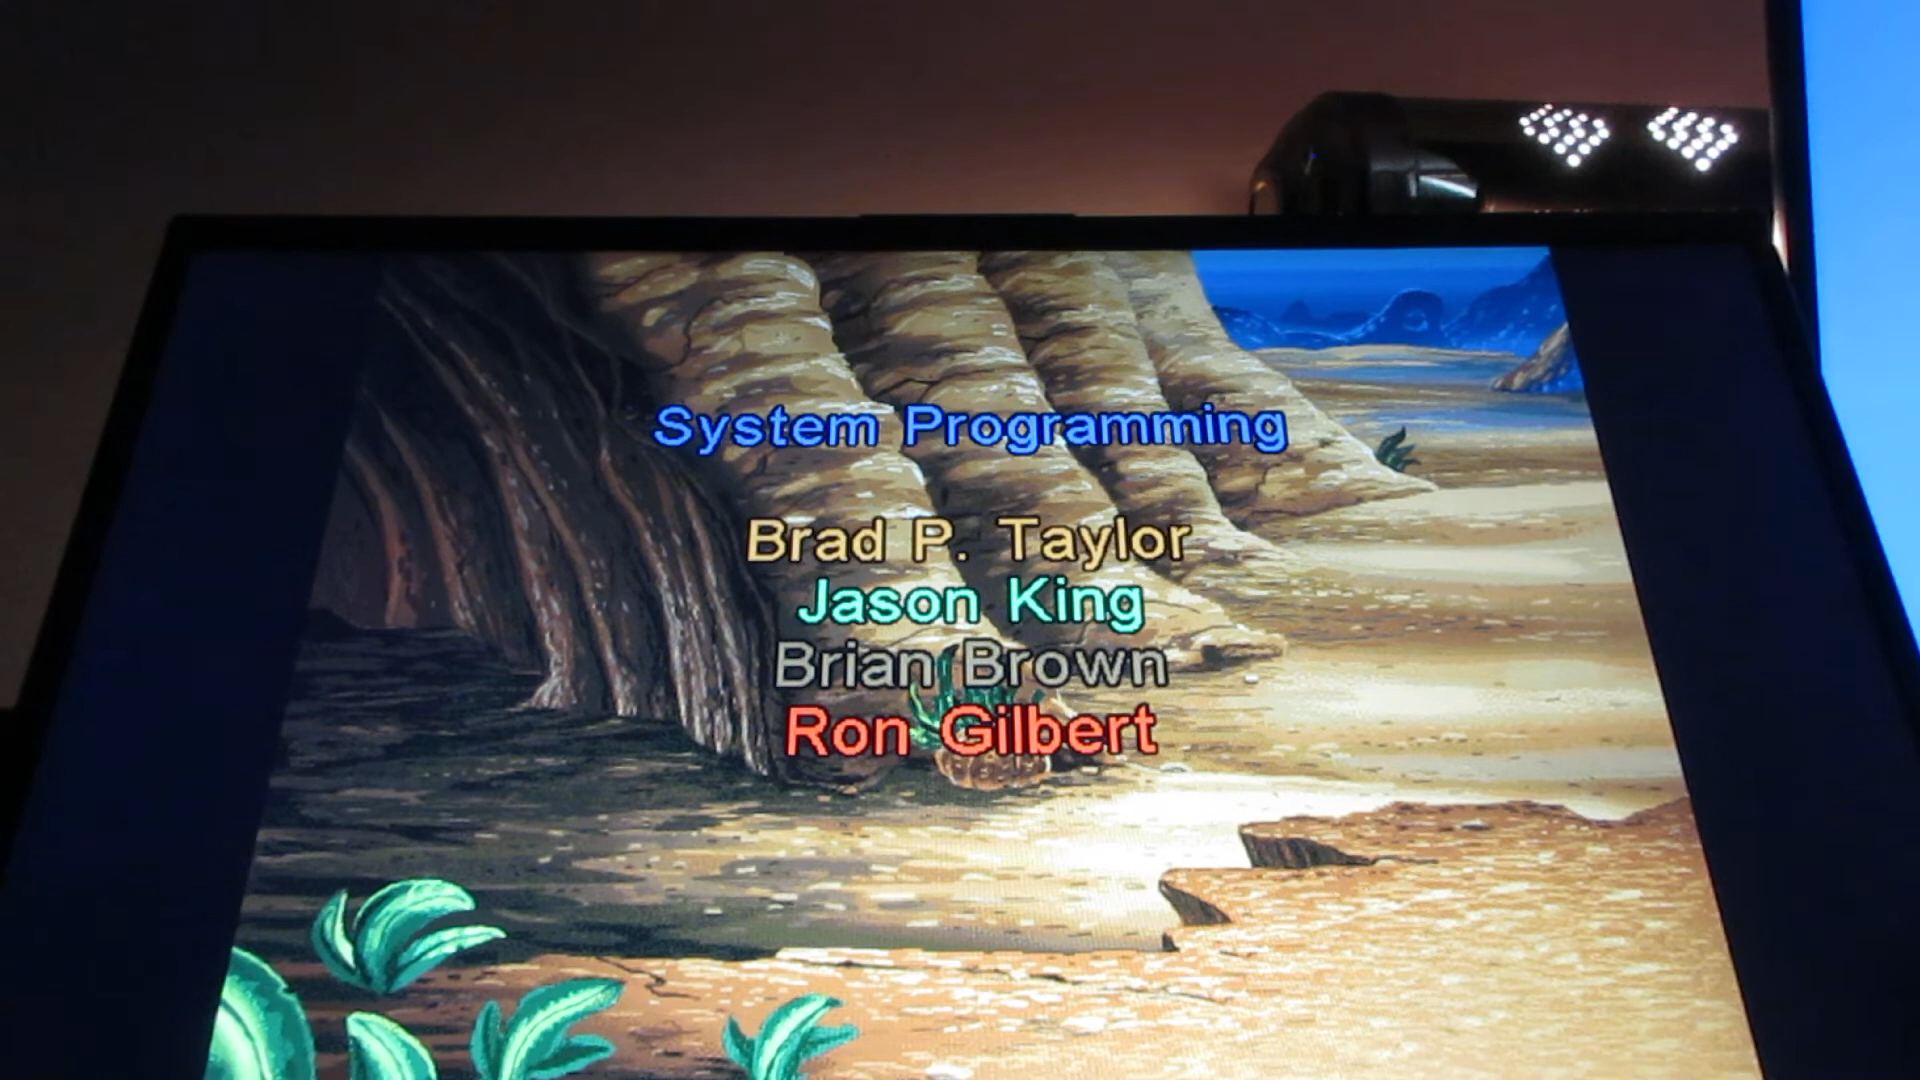 System Programming
Brad P. Taylor
Jason King
Brian Brown
Ron Gilbert